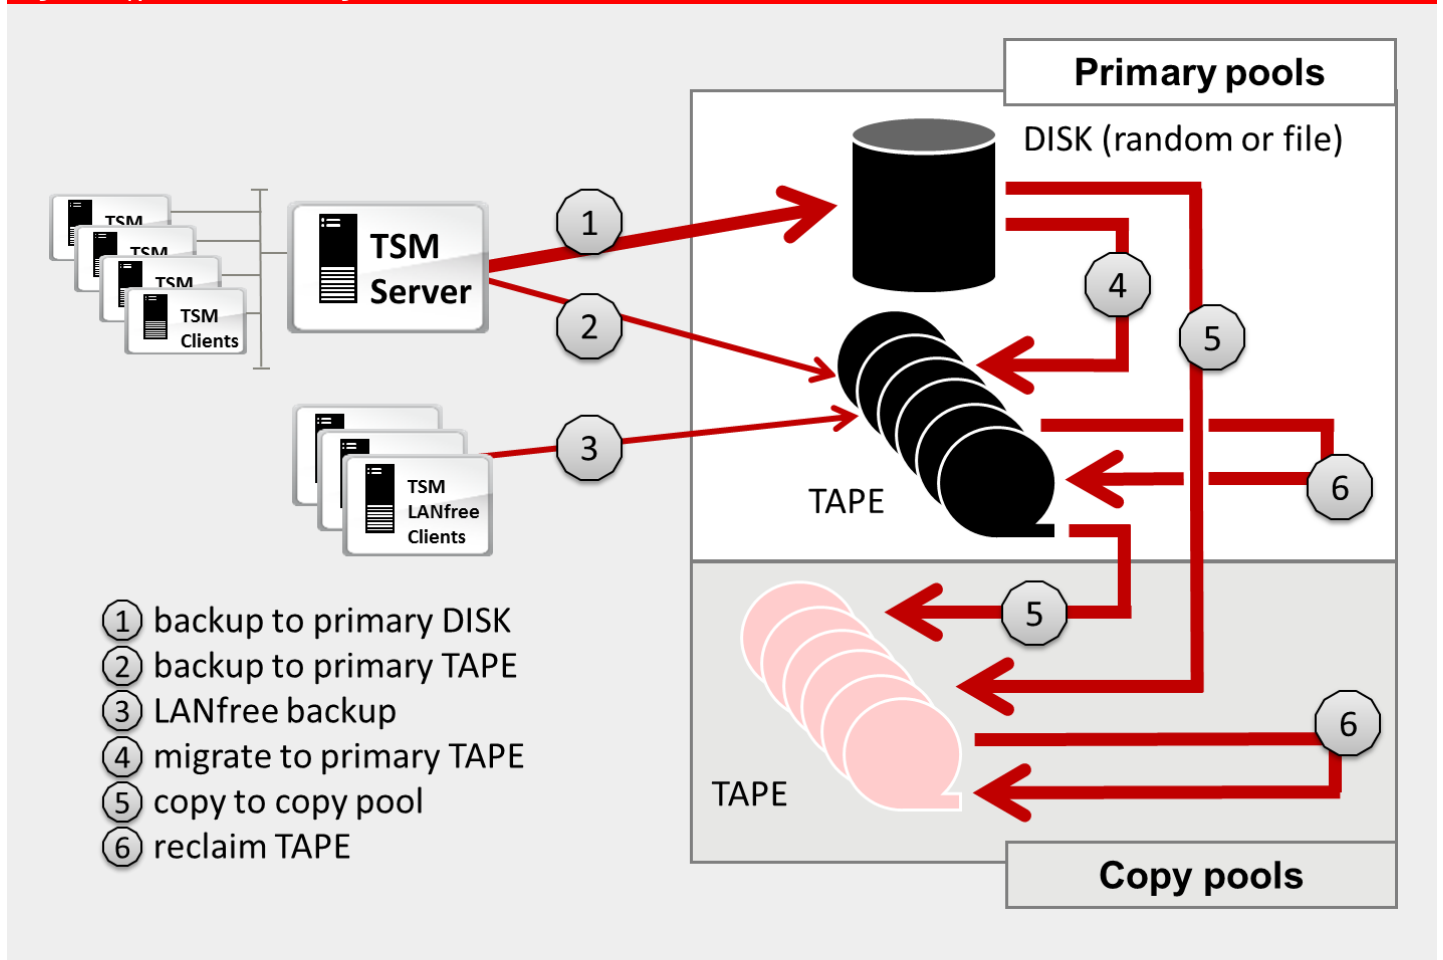 Primary pools
DISK (random or file)
TSM
TSM
TSM
TSM
Clients
TSM
Server
1
2
3
4
5
6
TSM
LANfree
Clients
TAPE
5
6
TAPE
Copy pools
1 backup to primary DISK
2 backup to primary TAPE
3 LANfree backup
4 migrate to primary TAPE
5 copy to copy pool
6 reclaim TAPE